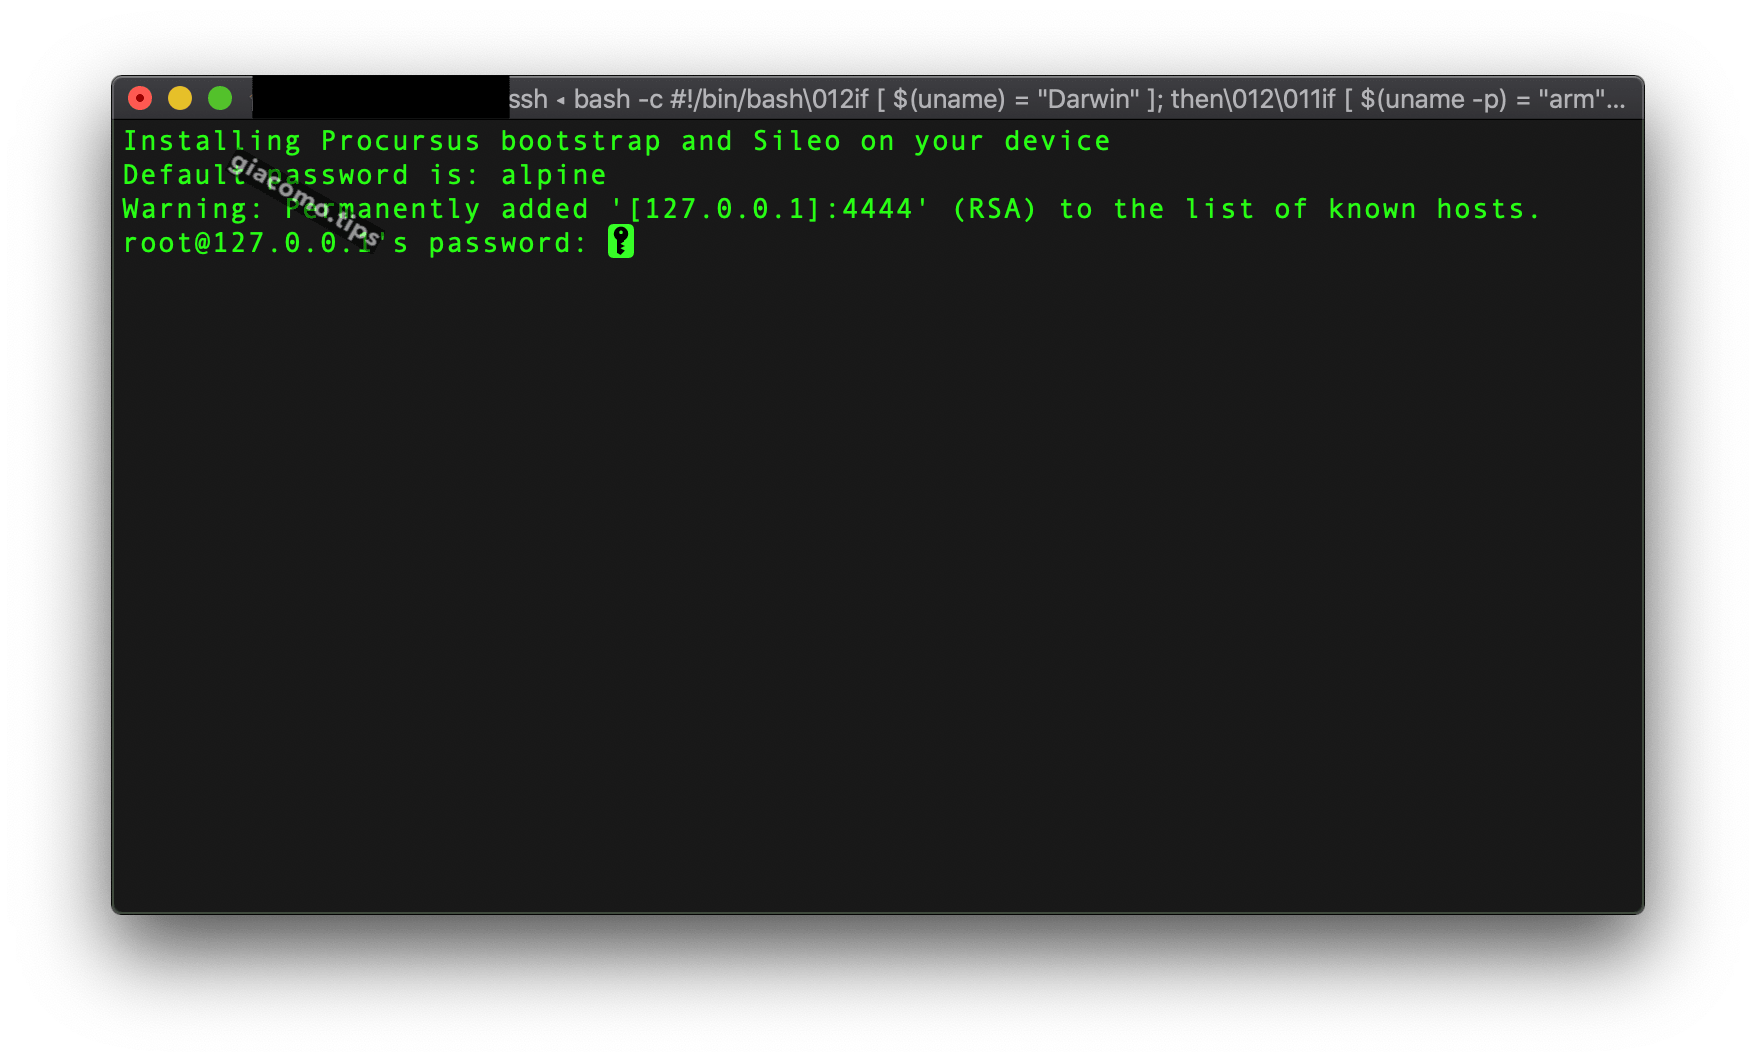 ssh ◂ bash -c #!/bin/bash\012if [ $(uname) = "Darwin" ]; then\012\011if [ $(uname -p) = "arm"...
Installing Procursus bootstrap and Sileo on your device
Default password is: alpine
Warning: Permanently added '[127.0.0.1]:4444' (RSA) to the list of known hosts.
root@127.0.0.1's password:
giacomo.tips